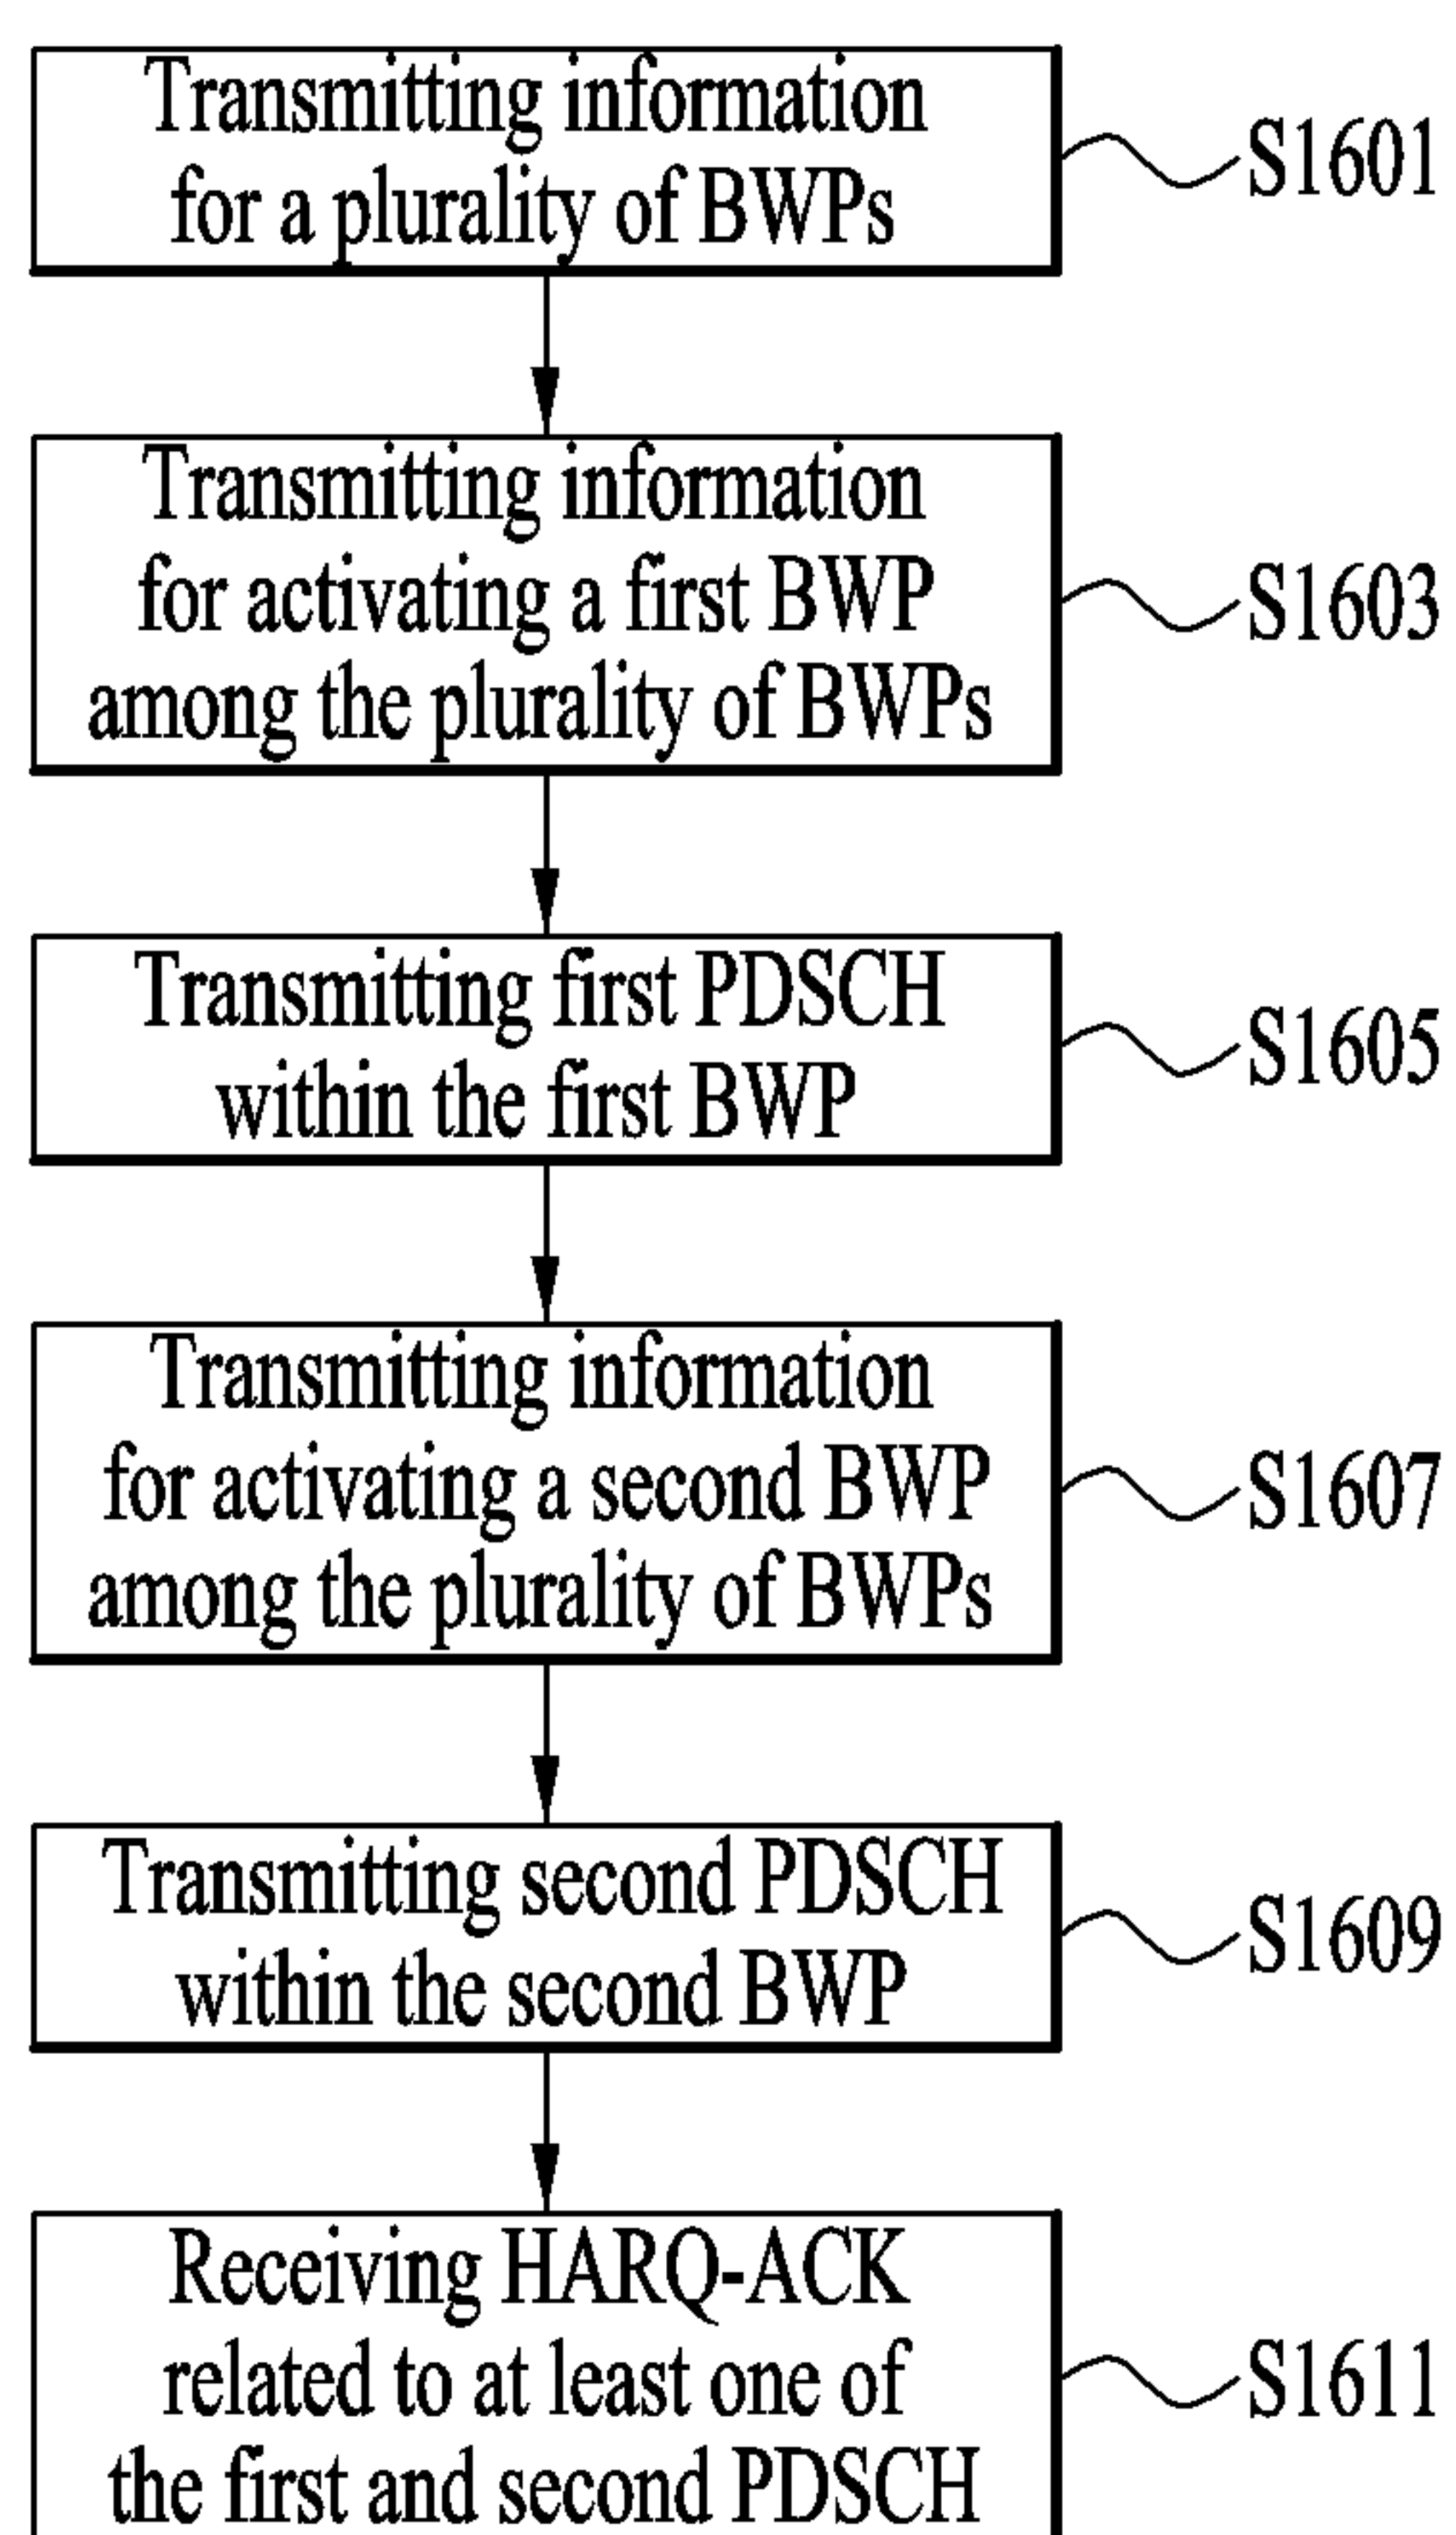 Transmitting information
for a plurality of BWPs
S1601
Transmitting information
for activating a first BWP
among the plurality of BWPs
S1603
Transmitting first PDSCH
within the first BWP
S1605
Transmitting information
for activating a second BWP
among the plurality of BWPs
S1607
Transmitting second PDSCH
within the second BWP
S1609
Receiving HARQ-ACK
related to at least one of
the first and second PDSCH
S1611